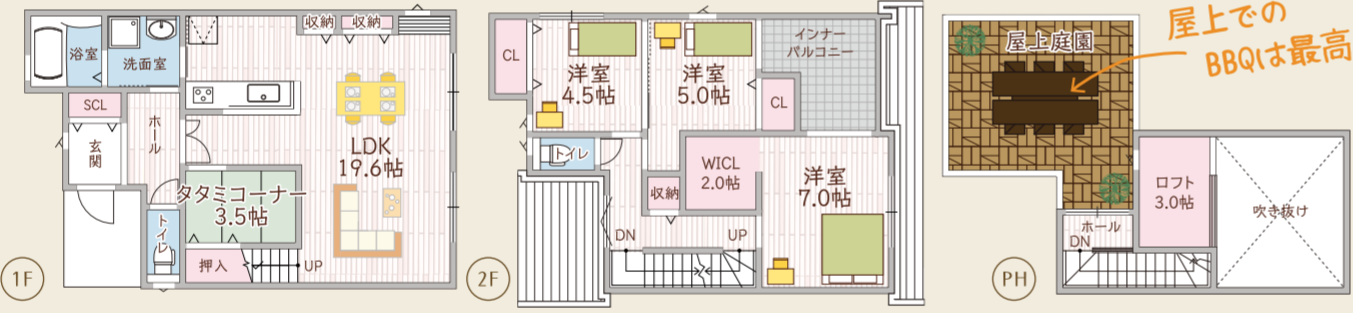 収納
収納
浴室
洗面室
SCL
ホール
玄関
LDK
19.6帖
タタミコーナー
3.5帖
トイレ
押入
UP
1F
CL
洋室
4.5帖
洋室
5.0帖
インナー
バルコニー
CL
トイレ
WICL
2.0帖
収納
洋室
7.0帖
DN
UP
2F
屋上庭園
屋上での
BBQは最高
ロフト
3.0帖
吹き抜け
ホール
DN
PH